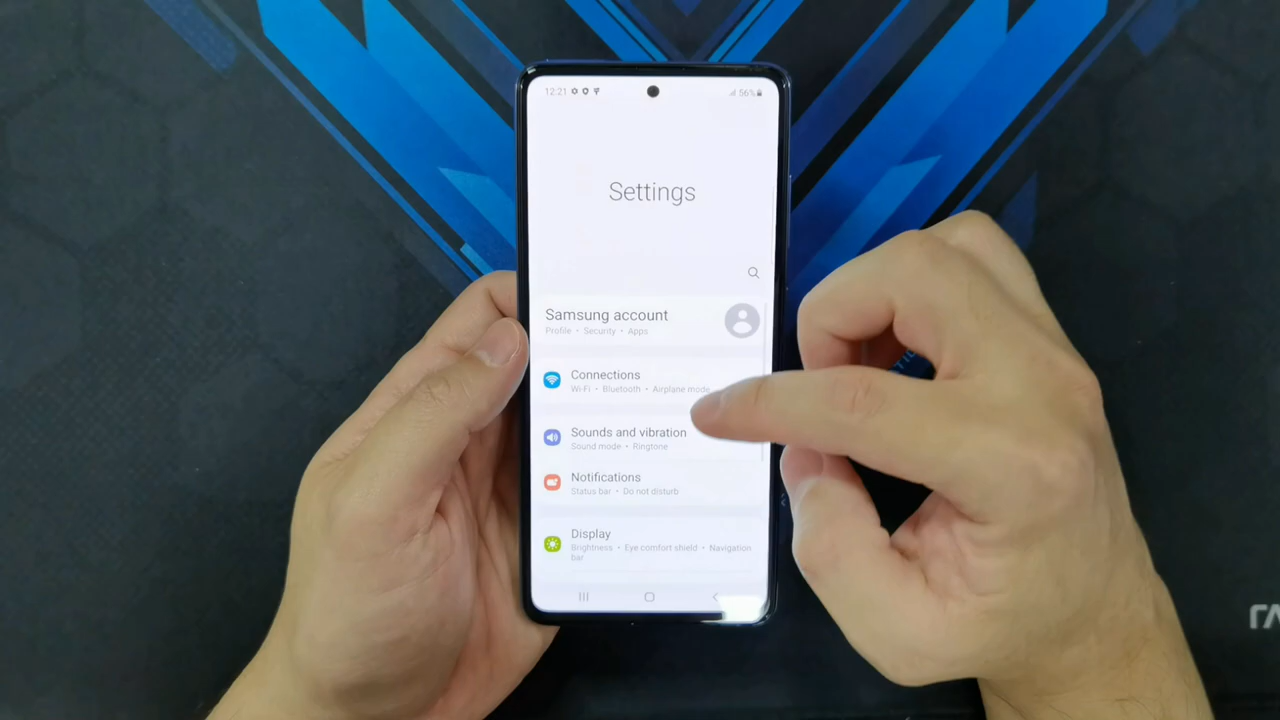 12:21 56%
Settings
Samsung account
Profile • Security • Apps
Connections
Wi-Fi • Bluetooth • Airplane mode
Sounds and vibration
Sound mode • Ringtone
Notifications
Status bar • Do not disturb
Display
Brightness • Eye comfort shield • Navigation
bar